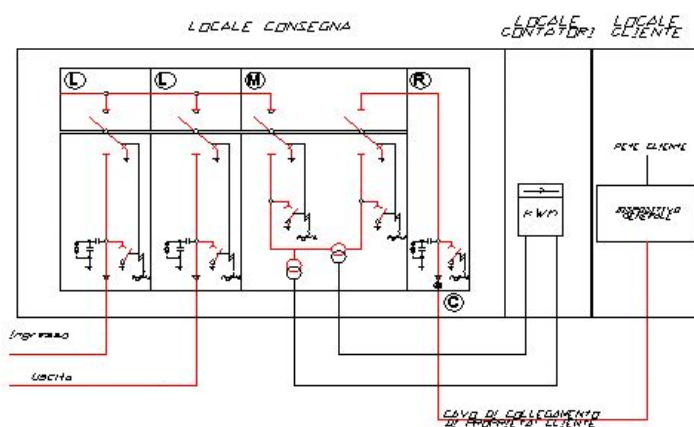 LOCALE CONSEGNA
LOCALE CONTATORI
LOCALE CLIENTE
L
L
M
R
RETE CLIENTE
DISPOSITIVO GENERALE
kWh
C
Ingresso
Uscita
CAVO DI COLLEGAMENTO
DI PROPRIETA' CLIENTE